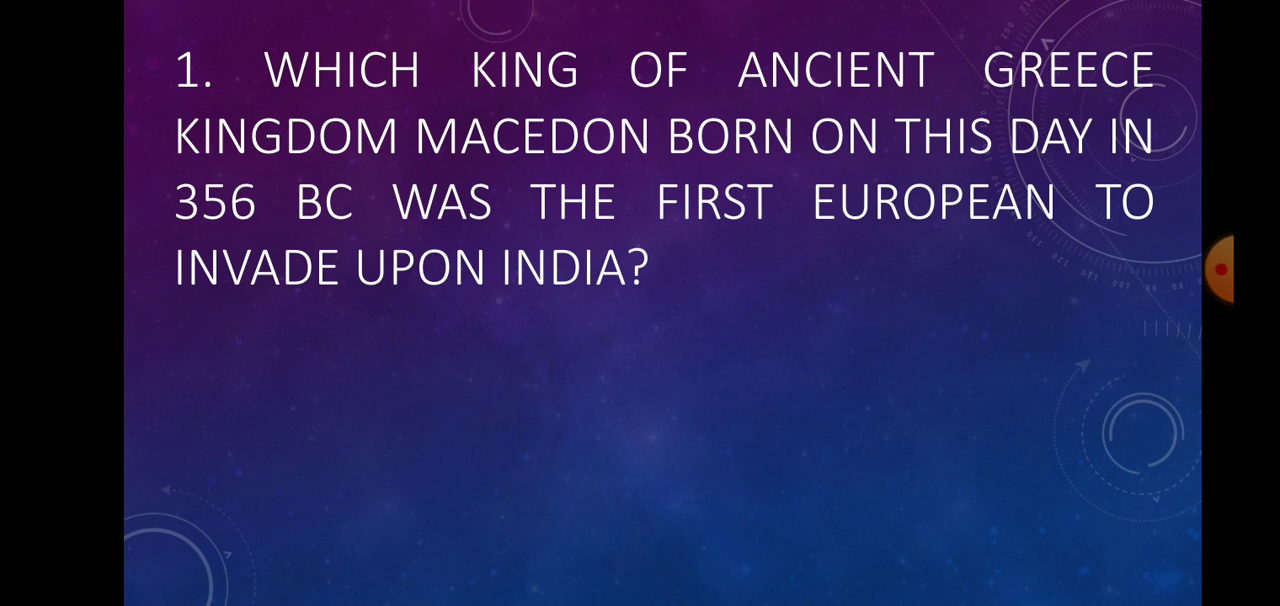 1. WHICH KING OF ANCIENT GREECE
KINGDOM MACEDON BORN ON THIS DAY IN
356 BC WAS THE FIRST EUROPEAN TO
INVADE UPON INDIA?